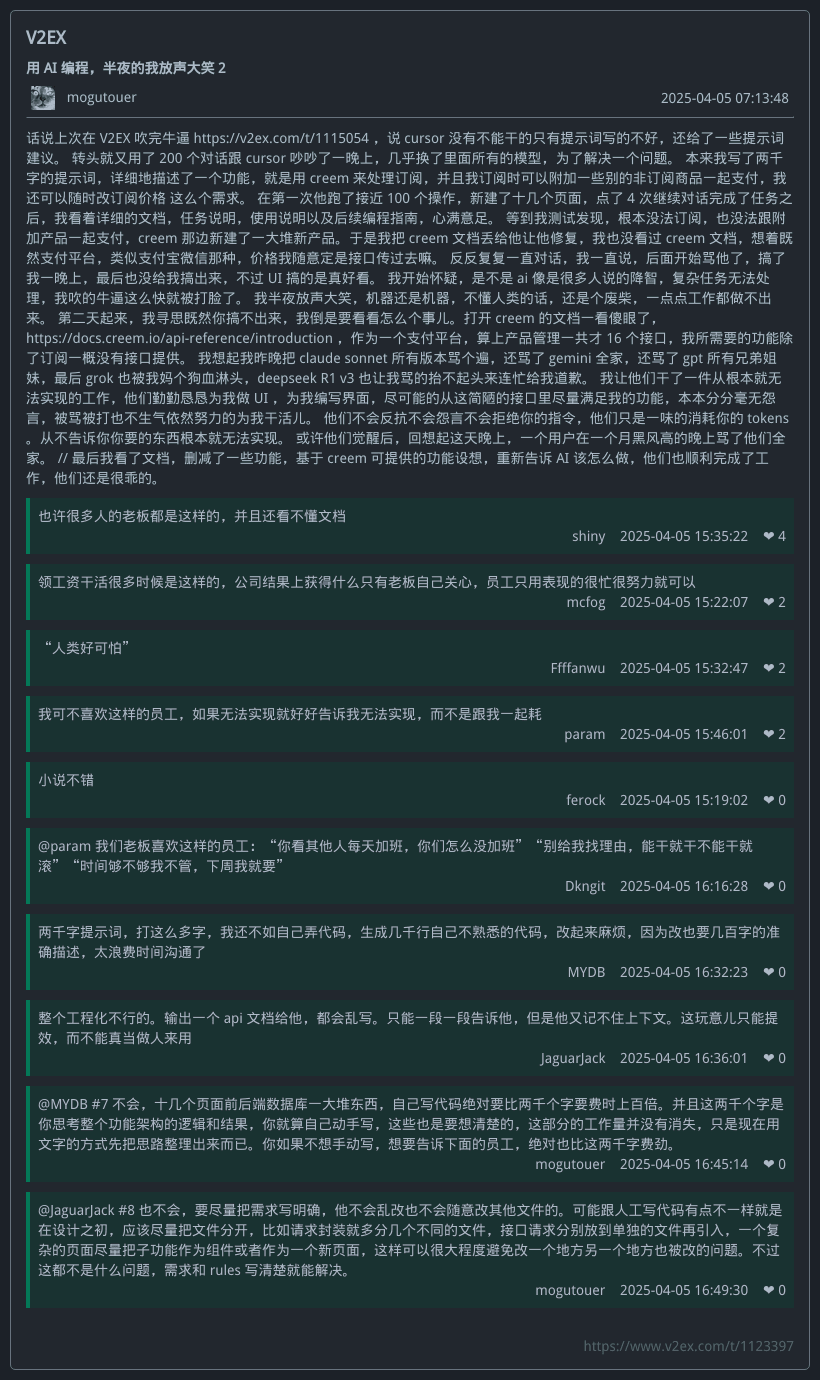 V2EX
用 AI 编程，半夜的我放声大笑 2
mogutouer 2025-04-05 07:13:48
话说上次在 V2EX 吹完牛逼 https://v2ex.com/t/1115054 ，说 cursor 没有不能干的只有提示词写的不好，还给了一些提示词
建议。 转头就又用了 200 个对话跟 cursor 吵吵了一晚上，几乎换了里面所有的模型，为了解决一个问题。 本来我写了两千
字的提示词，详细地描述了一个功能，就是用 creem 来处理订阅，并且我订阅时可以附加一些别的非订阅商品一起支付，我
还可以随时改订阅价格 这么个需求。 在第一次他跑了接近 100 个操作，新建了十几个页面，点了 4 次继续对话完成了任务之
后，我看着详细的文档，任务说明，使用说明以及后续编程指南，心满意足。 等到我测试发现，根本没法订阅，也没法跟附
加产品一起支付，creem 那边新建了一大堆新产品。于是我把 creem 文档丢给他让他修复，我也没看过 creem 文档，想着既
然支付平台，类似支付宝微信那种，价格我随意定是接口传过去嘛。 反反复复一直对话，我一直说，后面开始骂他了，搞了
我一晚上，最后也没给我搞出来，不过 UI 搞的是真好看。 我开始怀疑，是不是 ai 像是很多人说的降智，复杂任务无法处
理，我吹的牛逼这么快就被打脸了。 我半夜放声大笑，机器还是机器，不懂人类的话，还是个废柴，一点点工作都做不出
来。 第二天起来，我寻思既然你搞不出来，我倒是要看看怎么个事儿。打开 creem 的文档一看傻眼了，
https://docs.creem.io/api-reference/introduction ，作为一个支付平台，算上产品管理一共才 16 个接口，我所需要的功能除
了订阅一概没有接口提供。 我想起我昨晚把 claude sonnet 所有版本骂个遍，还骂了 gemini 全家，还骂了 gpt 所有兄弟姐
妹，最后 grok 也被我妈个狗血淋头，deepseek R1 v3 也让我骂的抬不起头来连忙给我道歉。 我让他们干了一件从根本就无
法实现的工作，他们勤勤恳恳为我做 UI ，为我编写界面，尽可能的从这简陋的接口里尽量满足我的功能，本本分分毫无怨
言，被骂被打也不生气依然努力的为我干活儿。 他们不会反抗不会怨言不会拒绝你的指令，他们只是一味的消耗你的 tokens
。从不告诉你你要的东西根本就无法实现。 或许他们觉醒后，回想起这天晚上，一个用户在一个月黑风高的晚上骂了他们全
家。 // 最后我看了文档，删减了一些功能，基于 creem 可提供的功能设想，重新告诉 AI 该怎么做，他们也顺利完成了工
作，他们还是很乖的。
也许很多人的老板都是这样的，并且还看不懂文档
shiny 2025-04-05 15:35:22 ❤ 4
领工资干活很多时候是这样的，公司结果上获得什么只有老板自己关心，员工只用表现的很忙很努力就可以
mcfog 2025-04-05 15:22:07 ❤ 2
“人类好可怕”
Ffffanwu 2025-04-05 15:32:47 ❤ 2
我可不喜欢这样的员工，如果无法实现就好好告诉我无法实现，而不是跟我一起耗
param 2025-04-05 15:46:01 ❤ 2
小说不错
ferock 2025-04-05 15:19:02 ❤ 0
@param 我们老板喜欢这样的员工：“你看其他人每天加班，你们怎么没加班”“别给我找理由，能干就干不能干就
滚”“时间够不够我不管，下周我就要”
Dkngit 2025-04-05 16:16:28 ❤ 0
两千字提示词，打这么多字，我还不如自己弄代码，生成几千行自己不熟悉的代码，改起来麻烦，因为改也要几百字的准
确描述，太浪费时间沟通了
MYDB 2025-04-05 16:32:23 ❤ 0
整个工程化不行的。输出一个 api 文档给他，都会乱写。只能一段一段告诉他，但是他又记不住上下文。这玩意儿只能提
效，而不能真当做人来用
JaguarJack 2025-04-05 16:36:01 ❤ 0
@MYDB #7 不会，十几个页面前后端数据库一大堆东西，自己写代码绝对要比两千个字要费时上百倍。并且这两千个字是
你思考整个功能架构的逻辑和结果，你就算自己动手写，这些也是要想清楚的，这部分的工作量并没有消失，只是现在用
文字的方式先把思路整理出来而已。你如果不想手动写，想要告诉下面的员工，绝对也比这两千字费劲。
mogutouer 2025-04-05 16:45:14 ❤ 0
@JaguarJack #8 也不会，要尽量把需求写明确，他不会乱改也不会随意改其他文件的。可能跟人工写代码有点不一样就是
在设计之初，应该尽量把文件分开，比如请求封装就多分几个不同的文件，接口请求分别放到单独的文件再引入，一个复
杂的页面尽量把子功能作为组件或者作为一个新页面，这样可以很大程度避免改一个地方另一个地方也被改的问题。不过
这都不是什么问题，需求和 rules 写清楚就能解决。
mogutouer 2025-04-05 16:49:30 ❤ 0
https://www.v2ex.com/t/1123397